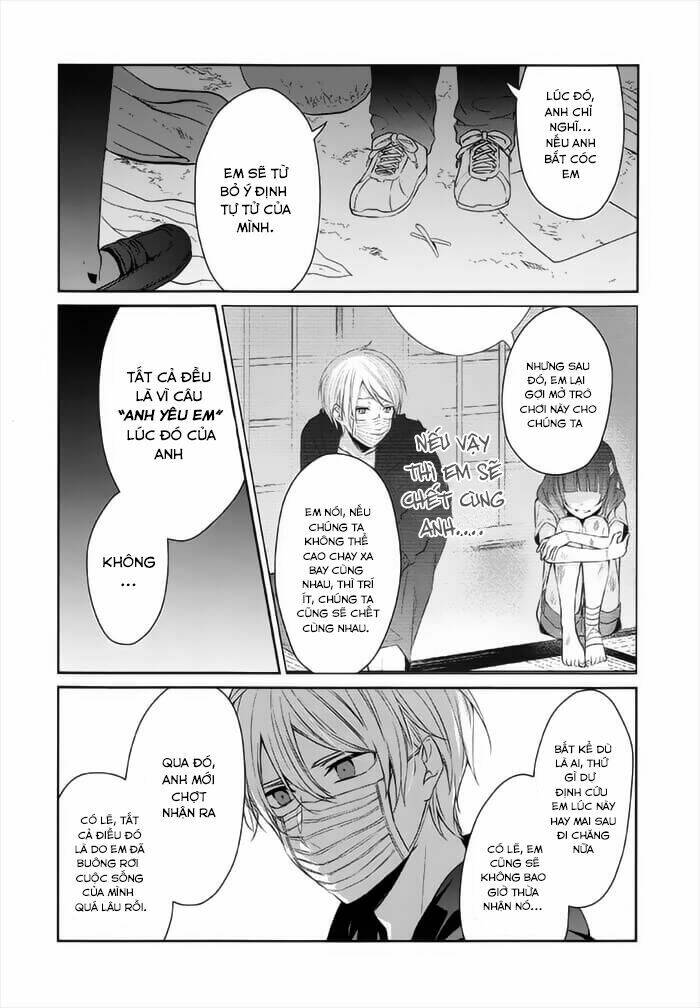 LÚC ĐÓ,
ANH CHỈ
NGHĨ...
NẾU ANH
BẮT CÓC
EM
EM SẼ TỪ
BỎ Ý ĐỊNH
TỰ TỬ CỦA
MÌNH.
NHƯNG SAU
ĐÓ, EM LẠI
GỢI MỞ TRÒ
CHƠI NÀY CHO
CHÚNG TA
NẾU VẬY
THÌ EM SẼ
CHẾT CÙNG
ANH....
EM NÓI, NẾU
CHÚNG TA
KHÔNG THỂ
CAO CHẠY XA
BAY CÙNG
NHAU, THÌ TRÍ
ÍT, CHÚNG TA
CŨNG SẼ CHẾT
CÙNG NHAU.
TẤT CẢ ĐỀU
LÀ VÌ CÂU
"ANH YÊU EM"
LÚC ĐÓ CỦA
ANH
KHÔNG
...
BẤT KỂ DÙ
LÀ AI, THỨ
GÌ DỰ
ĐỊNH CỨU
EM LÚC NÀY
HAY MAI SAU
ĐI CHĂNG
NỮA
CÓ LẼ, EM
CŨNG SẼ
KHÔNG BAO
GIỜ THỪA
NHẬN NÓ...
QUA ĐÓ,
ANH MỚI
CHỢT
NHẬN RA
CÓ LẼ, TẤT
CẢ ĐIỀU ĐÓ
LÀ DO EM ĐÃ
BUÔNG RƠI
CUỘC SỐNG
CỦA MÌNH
QUÁ LÂU RỒI.